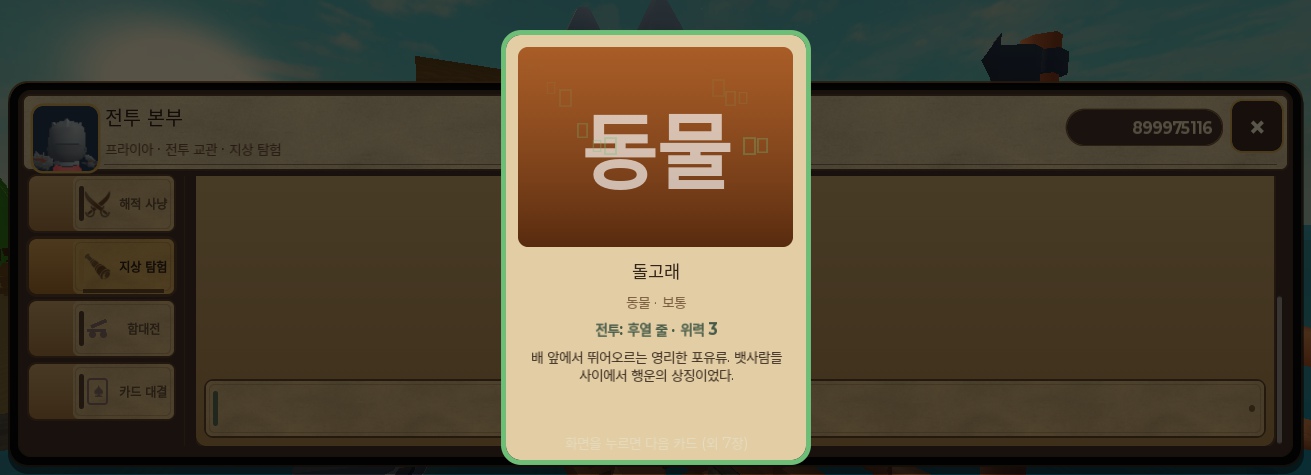 전투 본부
프라이아 · 전투 교관 · 지상 탐험
899975116
해적 사냥
지상 탐험
함대전
카드 대결
동물
돌고래
동물 · 보통
전투: 후열 줄 · 위력 3
배 앞에서 뛰어오르는 영리한 포유류. 뱃사람들
사이에서 행운의 상징이었다.
화면을 누르면 다음 카드 (외 7장)